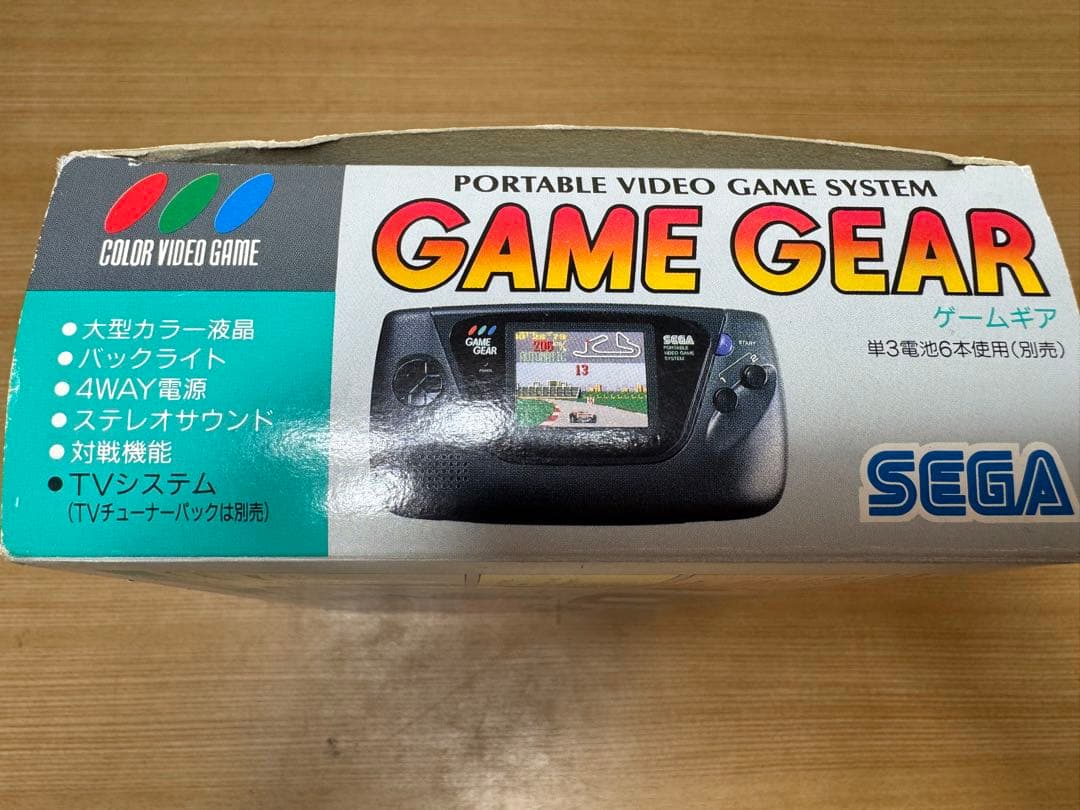 COLOR VIDEO GAME
● 大型カラー液晶
● バックライト
● 4WAY電源
● ステレオサウンド
● 対戦機能
● TVシステム
(TVチューナーパックは別売)
PORTABLE VIDEO GAME SYSTEM
GAME GEAR
ゲームギア
単3電池6本使用(別売)
GAME
GEAR
POWER
AUTOMATIC
13
SEGA
PORTABLE
VIDEO GAME
SYSTEM
START
SEGA